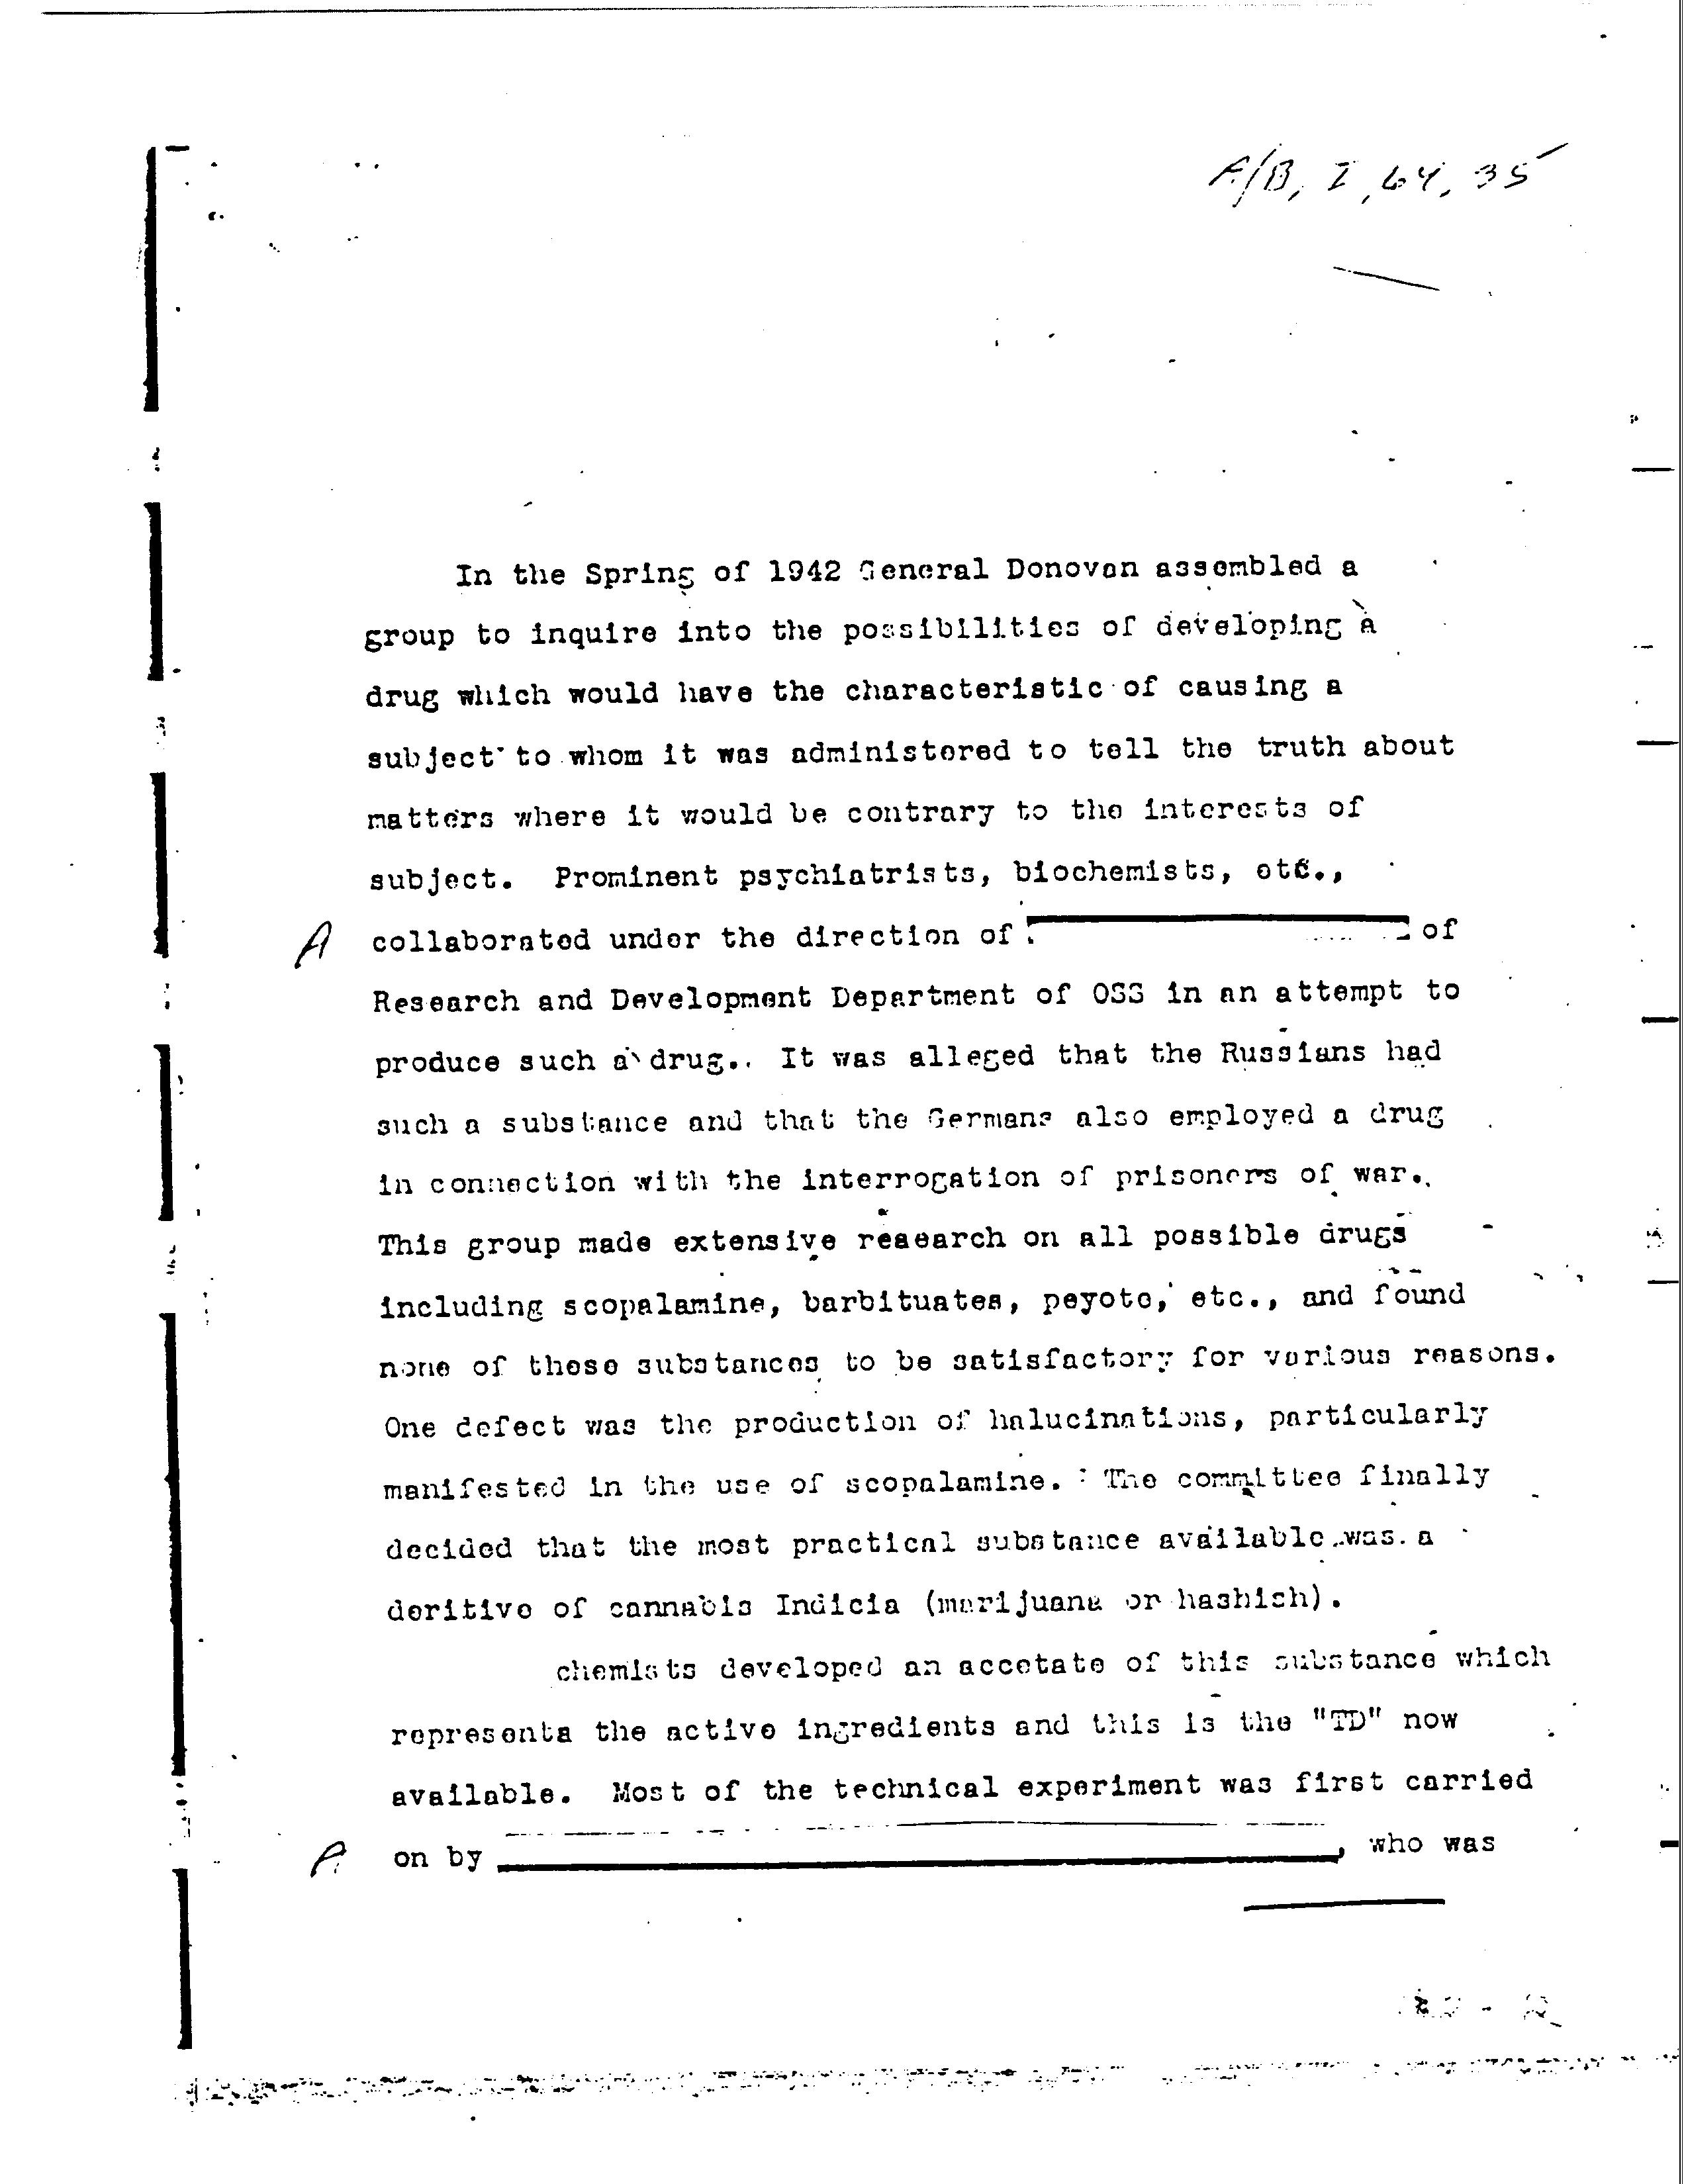 A/B, I, 64, 35
In the Spring of 1942 General Donovan assembled a
group to inquire into the possibilities of developing a
drug which would have the characteristic of causing a
subject to whom it was administered to tell the truth about
matters where it would be contrary to the interests of
subject. Prominent psychiatrists, biochemists, etc.,
A collaborated under the direction of of
Research and Development Department of OSS in an attempt to
produce such a drug. It was alleged that the Russians had
such a substance and that the Germans also employed a drug
in connection with the interrogation of prisoners of war.
This group made extensive research on all possible drugs
including scopalamine, barbituates, peyote, etc., and found
none of these substances to be satisfactory for various reasons.
One defect was the production of halucinations, particularly
manifested in the use of scopalamine. The committee finally
decided that the most practical substance available was a
deritive of cannabis Indicia (marijuana or hashish).
chemists developed an accetate of this substance which
represents the active ingredients and this is the "TD" now
available. Most of the technical experiment was first carried
A on by , who was